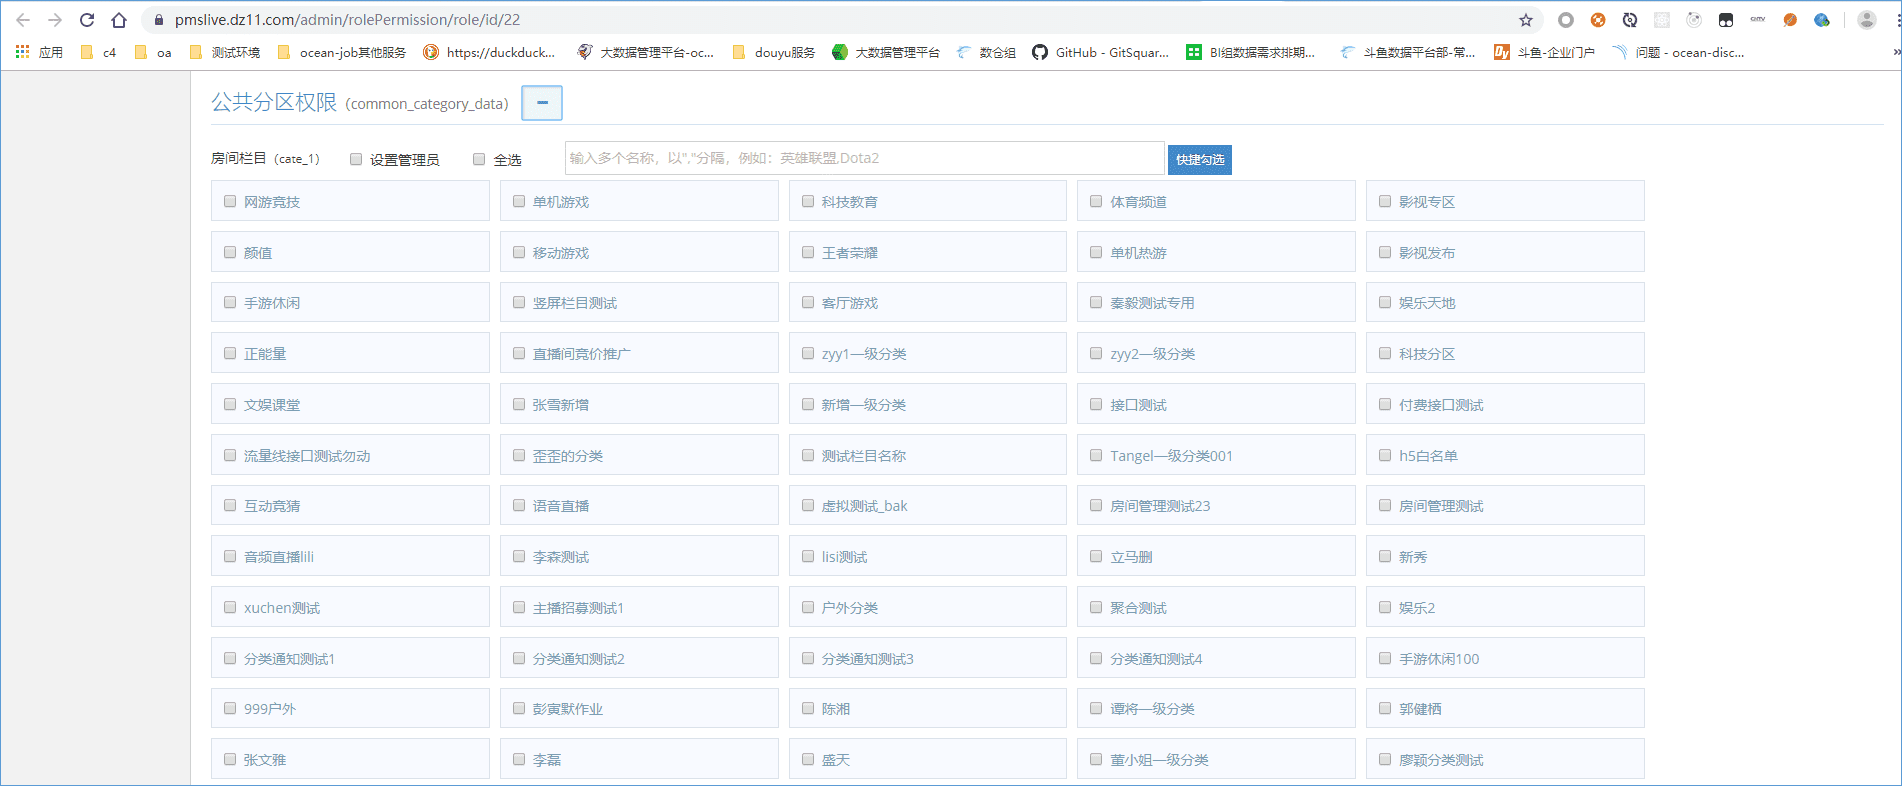 pmslive.dz11.com/admin/rolePermission/role/id/22
应用 c4 oa 测试环境 ocean-job其他服务 https://duckduck... 大数据管理平台-oc... douyu服务 大数据管理平台 数仓组 GitHub - GitSquar... BI组数据需求排期... 斗鱼数据平台部-常... 斗鱼-企业门户 问题 - ocean-disc... »
公共分区权限 (common_category_data) −
房间栏目 (cate_1) 设置管理员 全选 输入多个名称，以","分隔，例如：英雄联盟,Dota2 快捷勾选
网游竞技 单机游戏 科技教育 体育频道 影视专区
颜值 移动游戏 王者荣耀 单机热游 影视发布
手游休闲 竖屏栏目测试 客厅游戏 秦毅测试专用 娱乐天地
正能量 直播间竞价推广 zyy1一级分类 zyy2一级分类 科技分区
文娱课堂 张雪新增 新增一级分类 接口测试 付费接口测试
流量线接口测试勿动 歪歪的分类 测试栏目名称 Tangel一级分类001 h5白名单
互动竞猜 语音直播 虚拟测试_bak 房间管理测试23 房间管理测试
音频直播lili 李森测试 lisi测试 立马删 新秀
xuchen测试 主播招募测试1 户外分类 聚合测试 娱乐2
分类通知测试1 分类通知测试2 分类通知测试3 分类通知测试4 手游休闲100
999户外 彭寅默作业 陈湘 谭将一级分类 郭健栖
张文雅 李磊 盛天 董小姐一级分类 廖颖分类测试